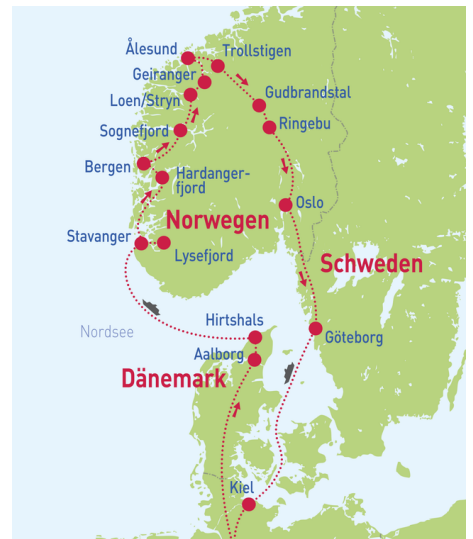 Ålesund
Trollstigen
Geiranger
Loen/Stryn
Gudbrandstal
Sognefjord
Ringebu
Bergen
Hardanger-
fjord
Oslo
Norwegen
Stavanger
Lysefjord
Schweden
Nordsee
Hirtshals
Göteborg
Aalborg
Dänemark
Kiel